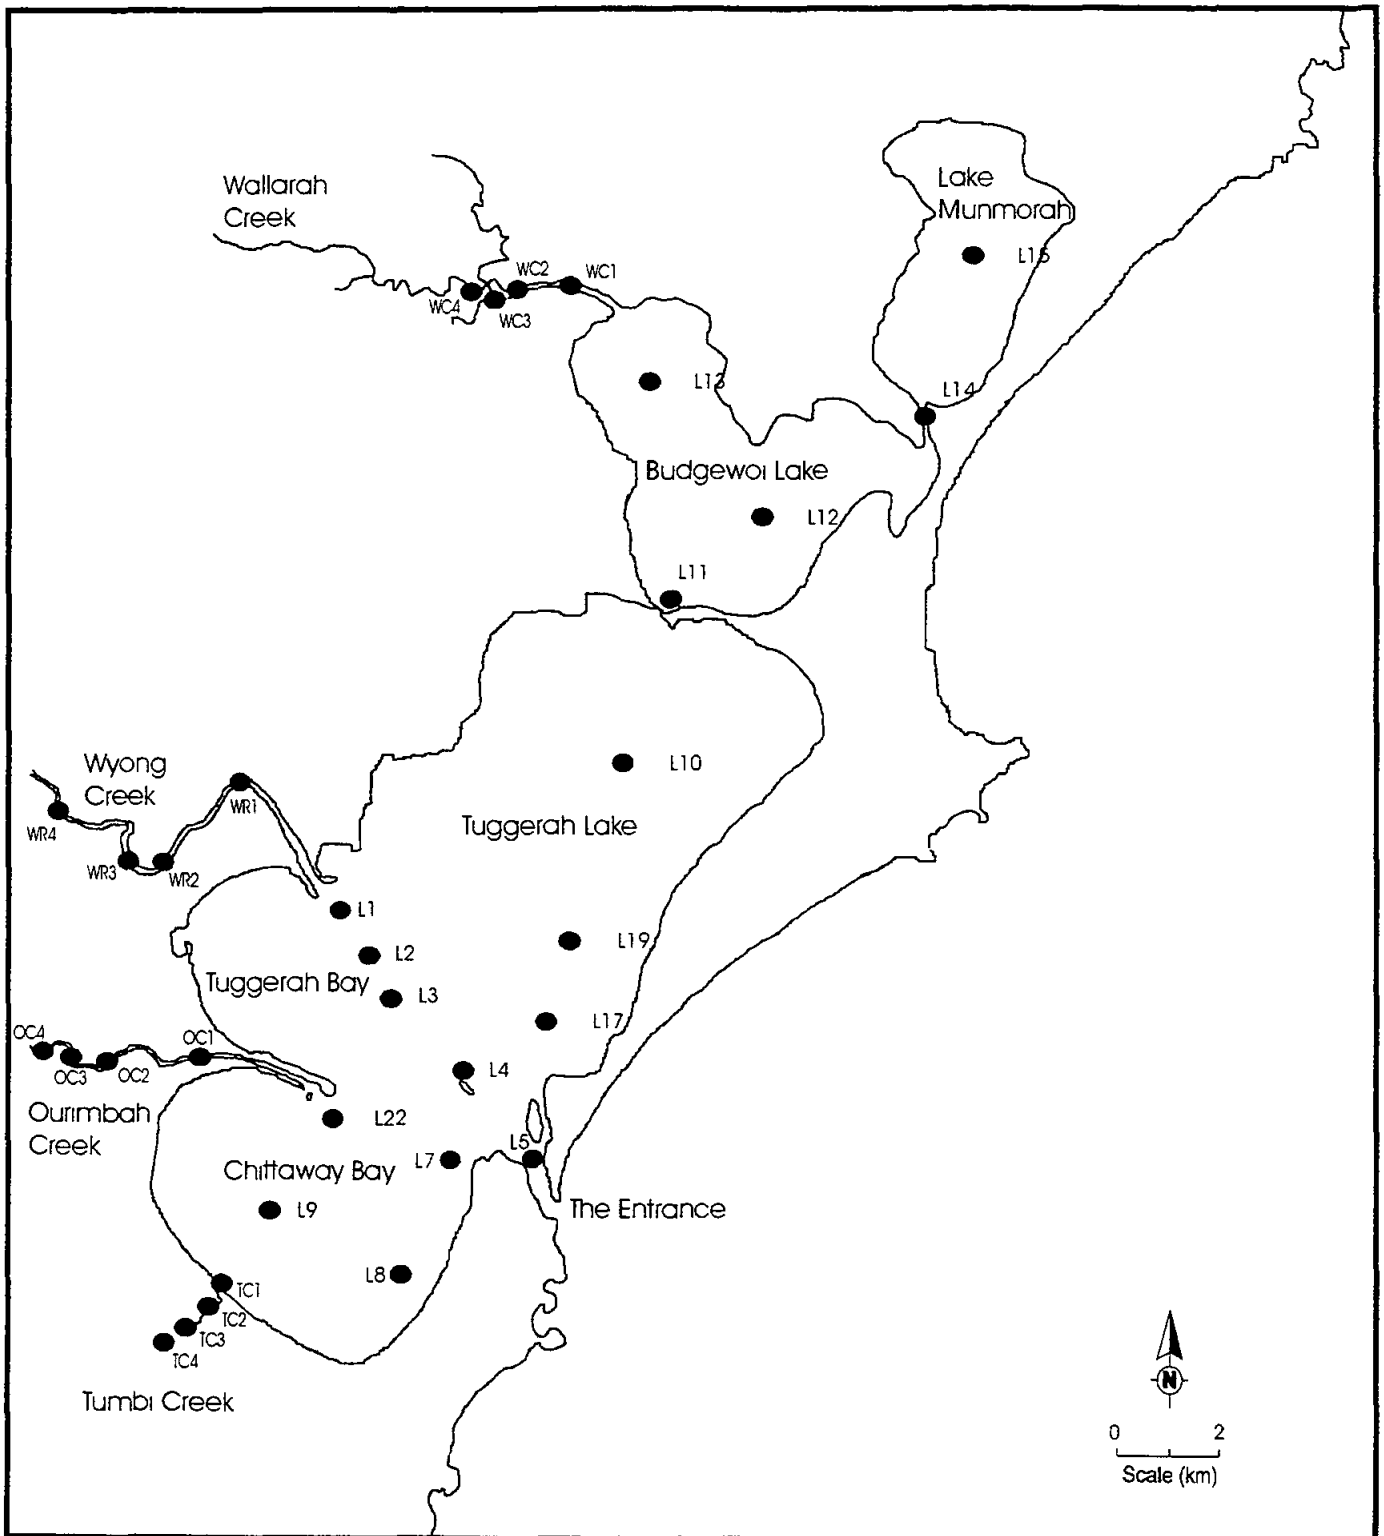 Wallarah
Creek
Lake
Munmorah
L15
WC2
WC1
WC4
WC3
L13
L14
Budgewoi Lake
L12
L11
Wyong
Creek
WR1
L10
WR4
Tuggerah Lake
WR3
WR2
L1
L2
L19
Tuggerah Bay
L3
L17
OC4
OC1
OC3
OC2
L4
Ourimbah
Creek
L22
L5
Chittaway Bay
L7
L9
The Entrance
L8
TC1
TC2
TC3
TC4
Tumbi Creek
N
0 2
Scale (km)